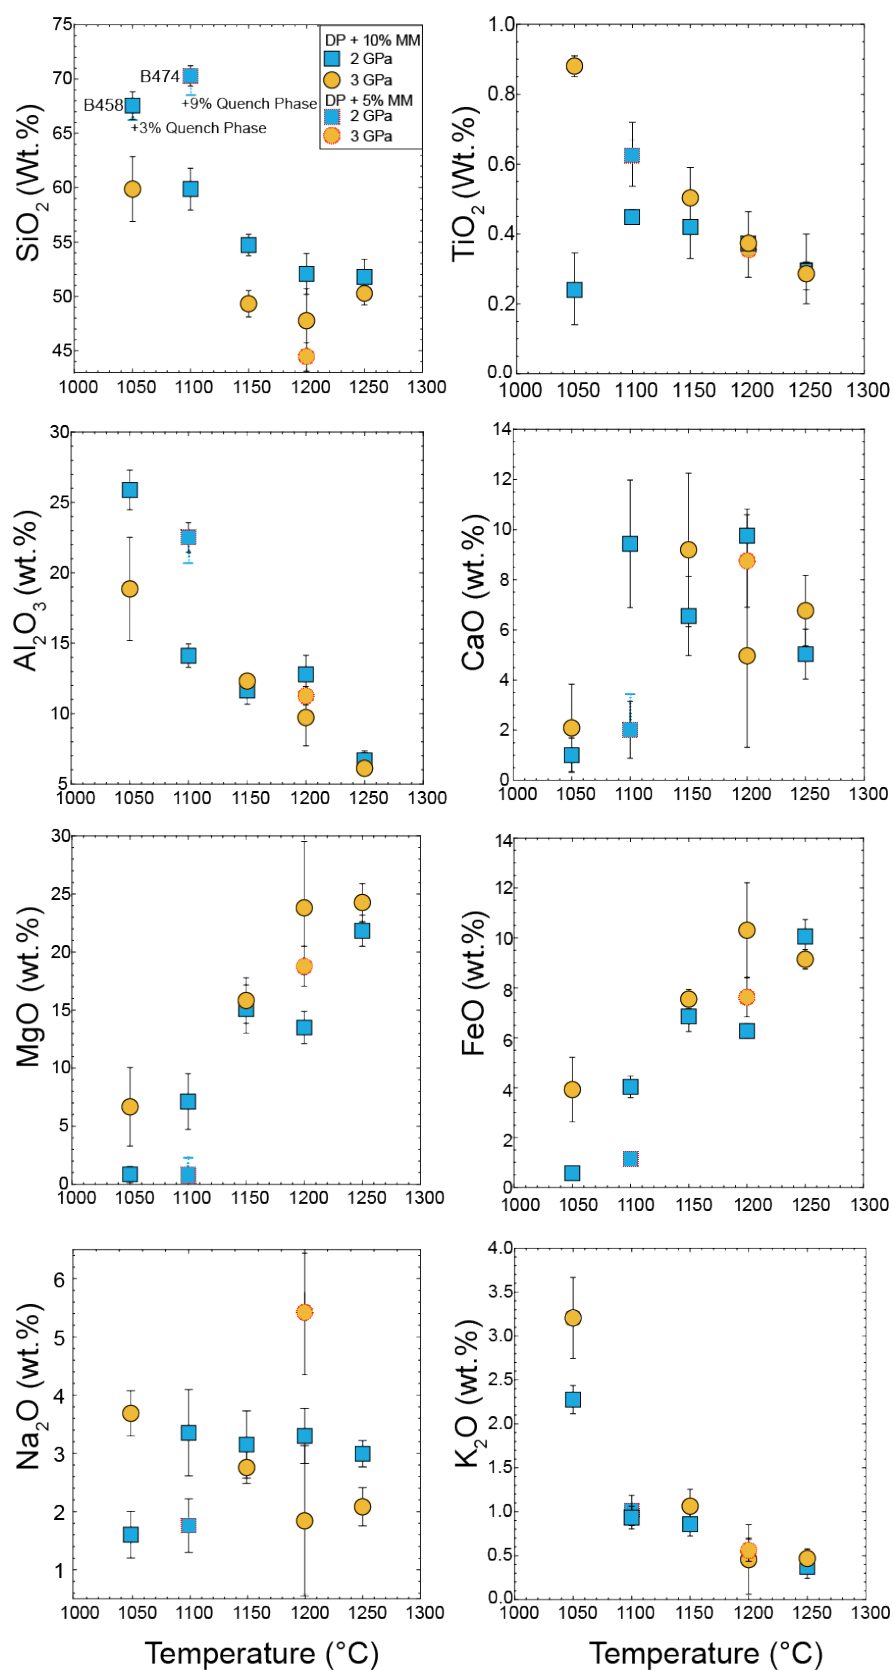 SiO2 (Wt.%)
75
70
65
60
55
50
45
1000 1050 1100 1150 1200 1250 1300
B474
B458
+9% Quench Phase
+3% Quench Phase
DP + 10% MM
2 GPa
3 GPa
DP + 5% MM
2 GPa
3 GPa
TiO2 (Wt.%)
1.0
0.8
0.6
0.4
0.2
0.0
1000 1050 1100 1150 1200 1250 1300
Al2O3 (wt.%)
30
25
20
15
10
5
1000 1050 1100 1150 1200 1250 1300
CaO (wt.%)
14
12
10
8
6
4
2
0
1000 1050 1100 1150 1200 1250 1300
MgO (wt.%)
30
25
20
15
10
5
0
1000 1050 1100 1150 1200 1250 1300
FeO (wt.%)
14
12
10
8
6
4
2
0
1000 1050 1100 1150 1200 1250 1300
Na2O (wt.%)
6
5
4
3
2
1
1000 1050 1100 1150 1200 1250 1300
Temperature (°C)
K2O (wt.%)
4.0
3.5
3.0
2.5
2.0
1.5
1.0
0.5
0.0
1000 1050 1100 1150 1200 1250 1300
Temperature (°C)